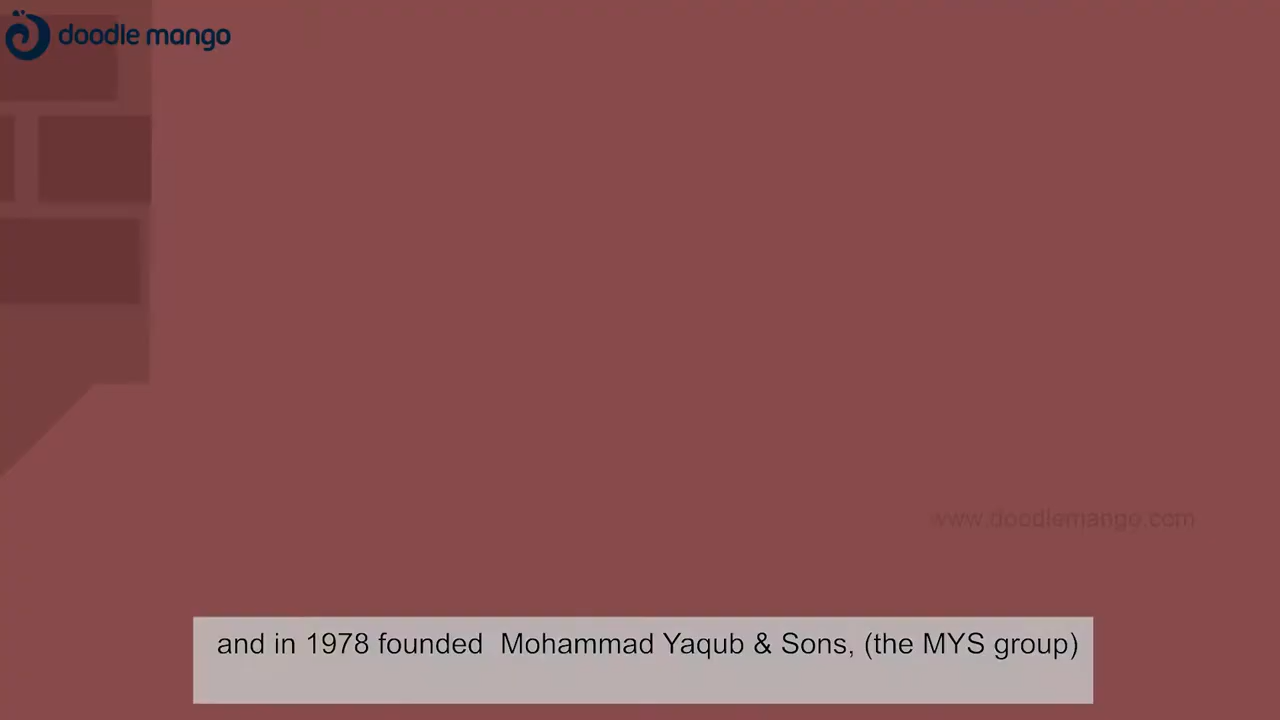 doodle mango
www.doodlemango.com
and in 1978 founded  Mohammad Yaqub & Sons, (the MYS group)